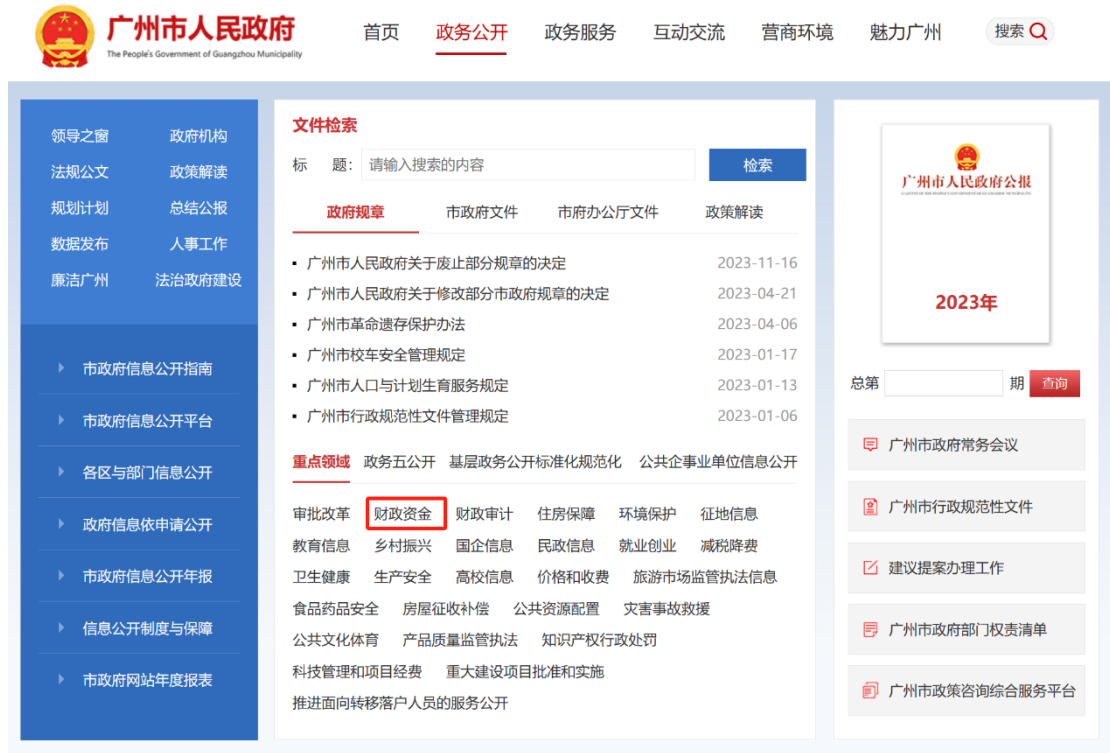 广州市人民政府
The People's Government of Guangzhou Municipality
首页 政务公开 政务服务 互动交流 营商环境 魅力广州 搜索
领导之窗 政府机构
法规公文 政策解读
规划计划 总结公报
数据发布 人事工作
廉洁广州 法治政府建设
市政府信息公开指南
市政府信息公开平台
各区与部门信息公开
政府信息依申请公开
市政府信息公开年报
信息公开制度与保障
市政府网站年度报表
文件检索
标 题: 请输入搜索的内容 检索
政府规章 市政府文件 市府办公厅文件 政策解读
广州市人民政府关于废止部分规章的决定 2023-11-16
广州市人民政府关于修改部分市政府规章的决定 2023-04-21
广州市革命遗存保护办法 2023-04-06
广州市校车安全管理规定 2023-01-17
广州市人口与计划生育服务规定 2023-01-13
广州市行政规范性文件管理规定 2023-01-06
重点领域 政务五公开 基层政务公开标准化规范化 公共企事业单位信息公开
审批改革 财政资金 财政审计 住房保障 环境保护 征地信息
教育信息 乡村振兴 国企信息 民政信息 就业创业 减税降费
卫生健康 生产安全 高校信息 价格和收费 旅游市场监管执法信息
食品药品安全 房屋征收补偿 公共资源配置 灾害事故救援
公共文化体育 产品质量监管执法 知识产权行政处罚
科技管理和项目经费 重大建设项目批准和实施
推进面向转移落户人员的服务公开
广州市人民政府公报
2023年
总第 期 查询
广州市政府常务会议
广州市行政规范性文件
建议提案办理工作
广州市政府部门权责清单
广州市政策咨询综合服务平台